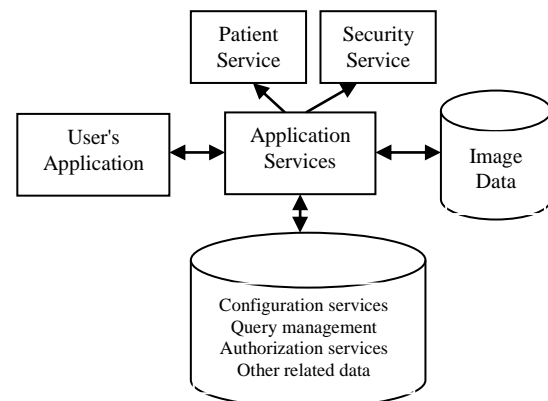 Patient
Service
Security
Service
User's
Application
Application
Services
Image
Data
Configuration services
Query management
Authorization services
Other related data